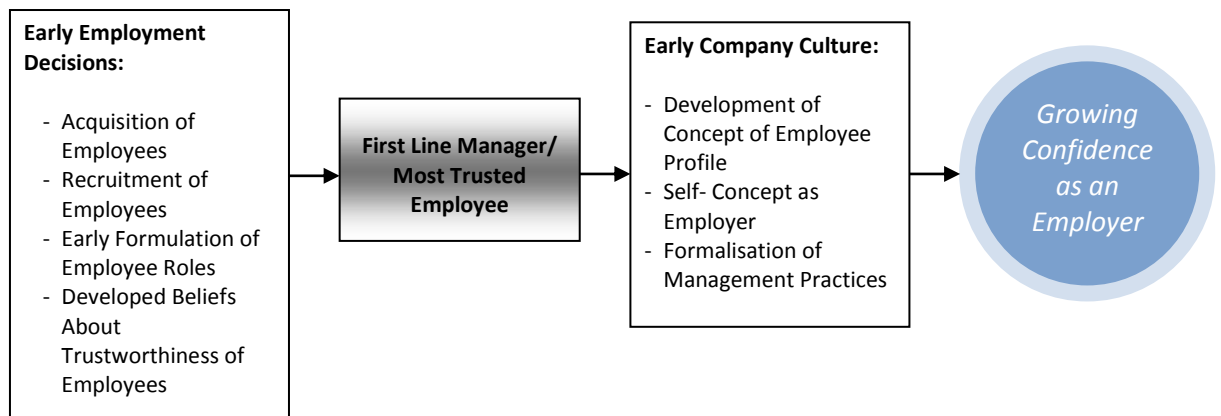 Early Employment
Decisions:
- Acquisition of
Employees
- Recruitment of
Employees
- Early Formulation of
Employee Roles
- Developed Beliefs
About
Trustworthiness of
Employees
First Line Manager/
Most Trusted
Employee
Early Company Culture:
- Development of
Concept of Employee
Profile
- Self- Concept as
Employer
- Formalisation of
Management Practices
Growing
Confidence
as an
Employer